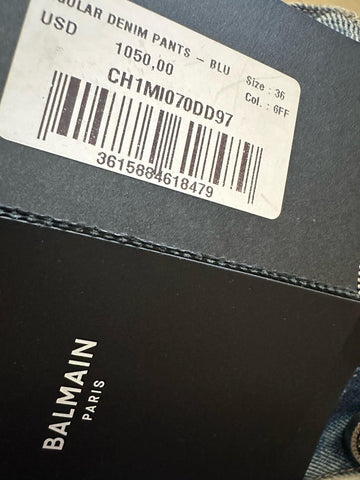 GULAR DENIM PANTS - BLU
USD 1050,00
Size : 36
Col. : 6FF
CH1MI070DD97
3615884618479
BALMAIN
PARIS